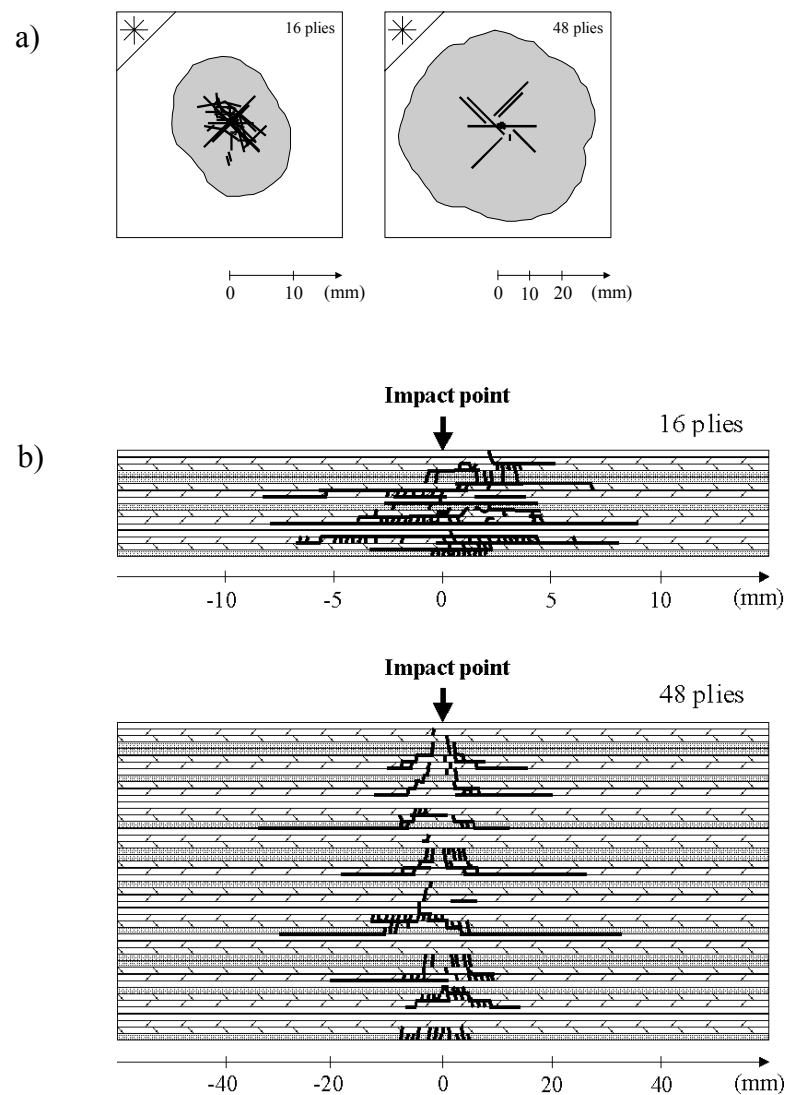 a)
16 plies
48 plies
0 10 (mm)
0 10 20 (mm)
Impact point
16 plies
b)
-10 -5 0 5 10 (mm)
Impact point
48 plies
-40 -20 0 20 40 (mm)